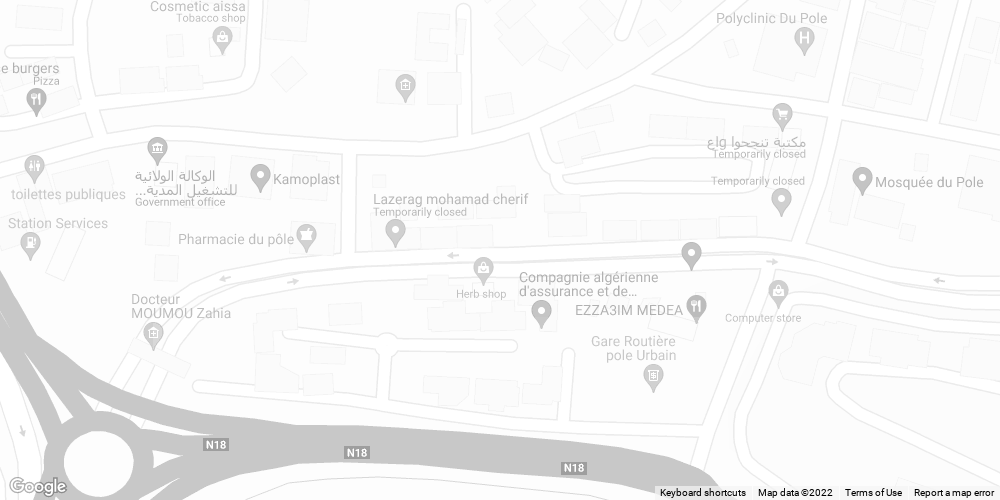 Cosmetic aissa
Tobacco shop
Polyclinic Du Pole
e burgers
Pizza
مكتبة تنجحوا واع
Temporarily closed
الوكالة الولائية
للتشغيل المدية...
Government office
toilettes publiques
Kamoplast
Temporarily closed
Mosquée du Pole
Lazerag mohamad cherif
Temporarily closed
Station Services
Pharmacie du pôle
Compagnie algérienne
d'assurance et de...
Herb shop
Docteur
MOUMOU Zahia
EZZA3IM MEDEA
Computer store
Gare Routière
pole Urbain
N18
N18
N18
Google
Keyboard shortcuts
Map data ©2022
Terms of Use
Report a map error